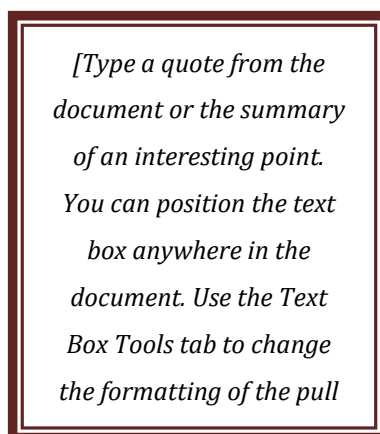 [Type a quote from the
document or the summary
of an interesting point.
You can position the text
box anywhere in the
document. Use the Text
Box Tools tab to change
the formatting of the pull